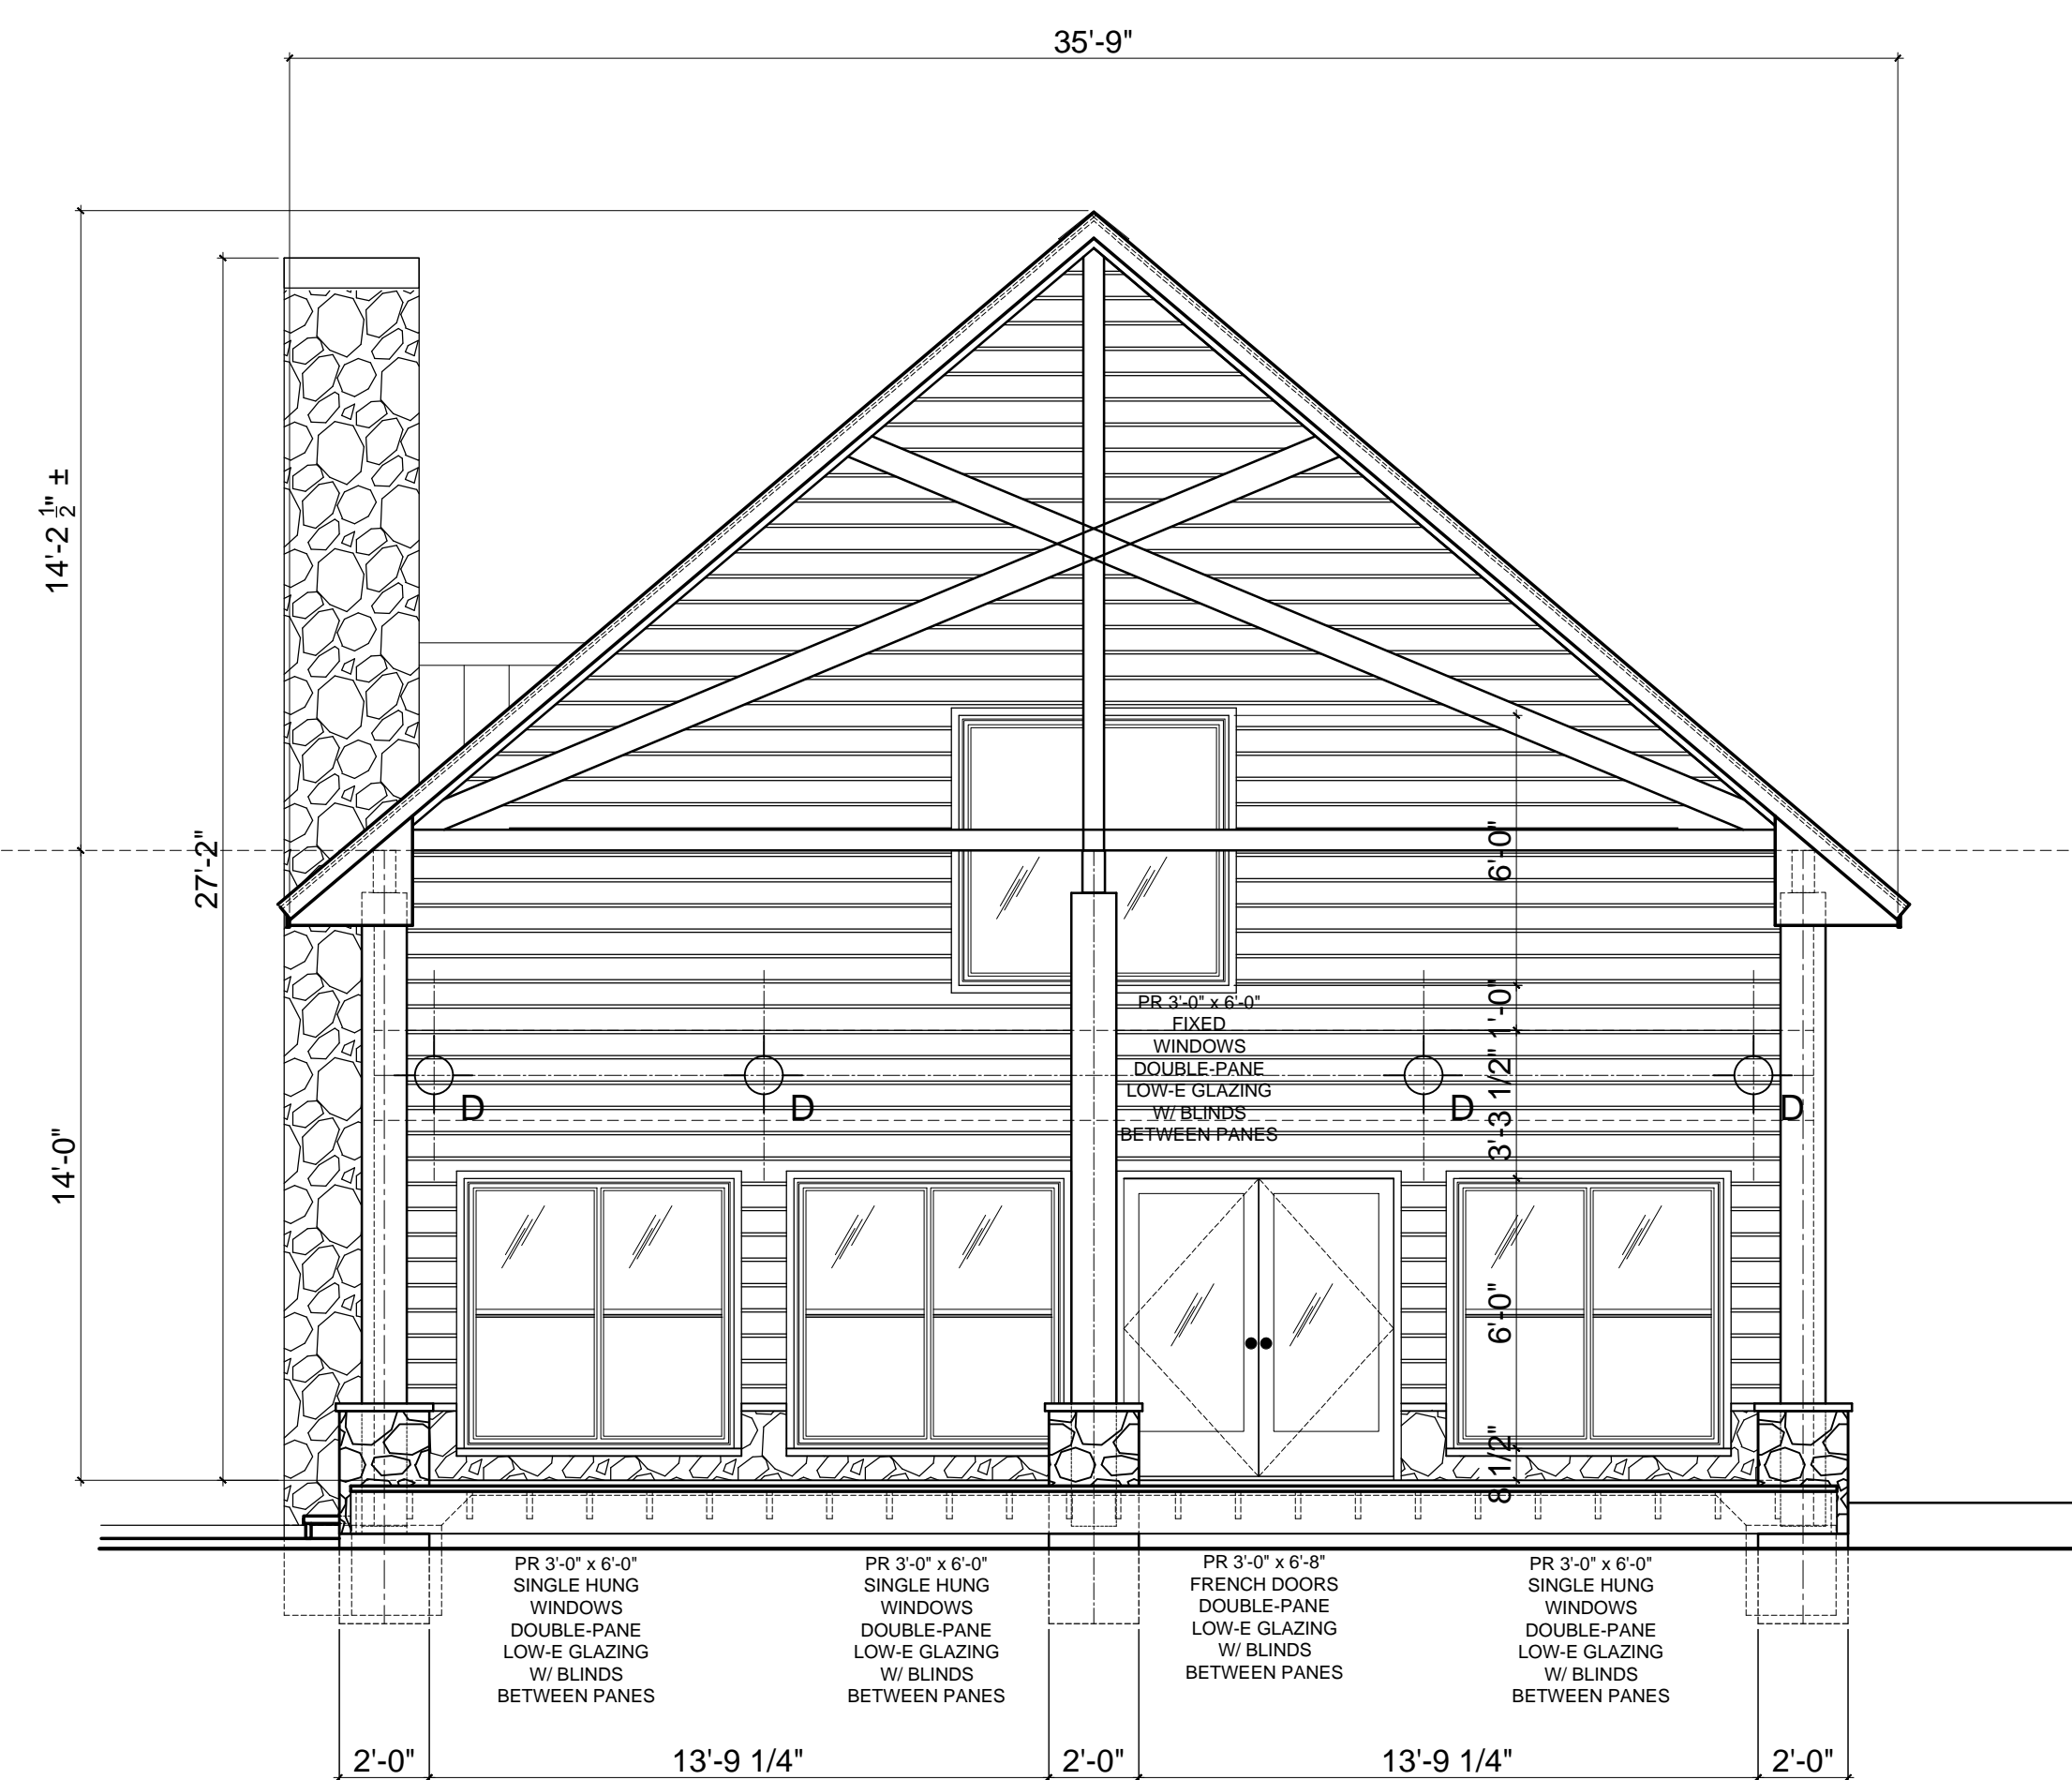 35'-9"
14'-2 1/2" ±
27'-2"
14'-0"
6'-0"
1'-0"
3'-3 1/2"
6'-0"
8 1/2"
PR 3'-0" x 6'-0"
FIXED
WINDOWS
DOUBLE-PANE
LOW-E GLAZING
W/ BLINDS
BETWEEN PANES
D
D
D
D
PR 3'-0" x 6'-0"
SINGLE HUNG
WINDOWS
DOUBLE-PANE
LOW-E GLAZING
W/ BLINDS
BETWEEN PANES
PR 3'-0" x 6'-0"
SINGLE HUNG
WINDOWS
DOUBLE-PANE
LOW-E GLAZING
W/ BLINDS
BETWEEN PANES
PR 3'-0" x 6'-8"
FRENCH DOORS
DOUBLE-PANE
LOW-E GLAZING
W/ BLINDS
BETWEEN PANES
PR 3'-0" x 6'-0"
SINGLE HUNG
WINDOWS
DOUBLE-PANE
LOW-E GLAZING
W/ BLINDS
BETWEEN PANES
2'-0"
13'-9 1/4"
2'-0"
13'-9 1/4"
2'-0"